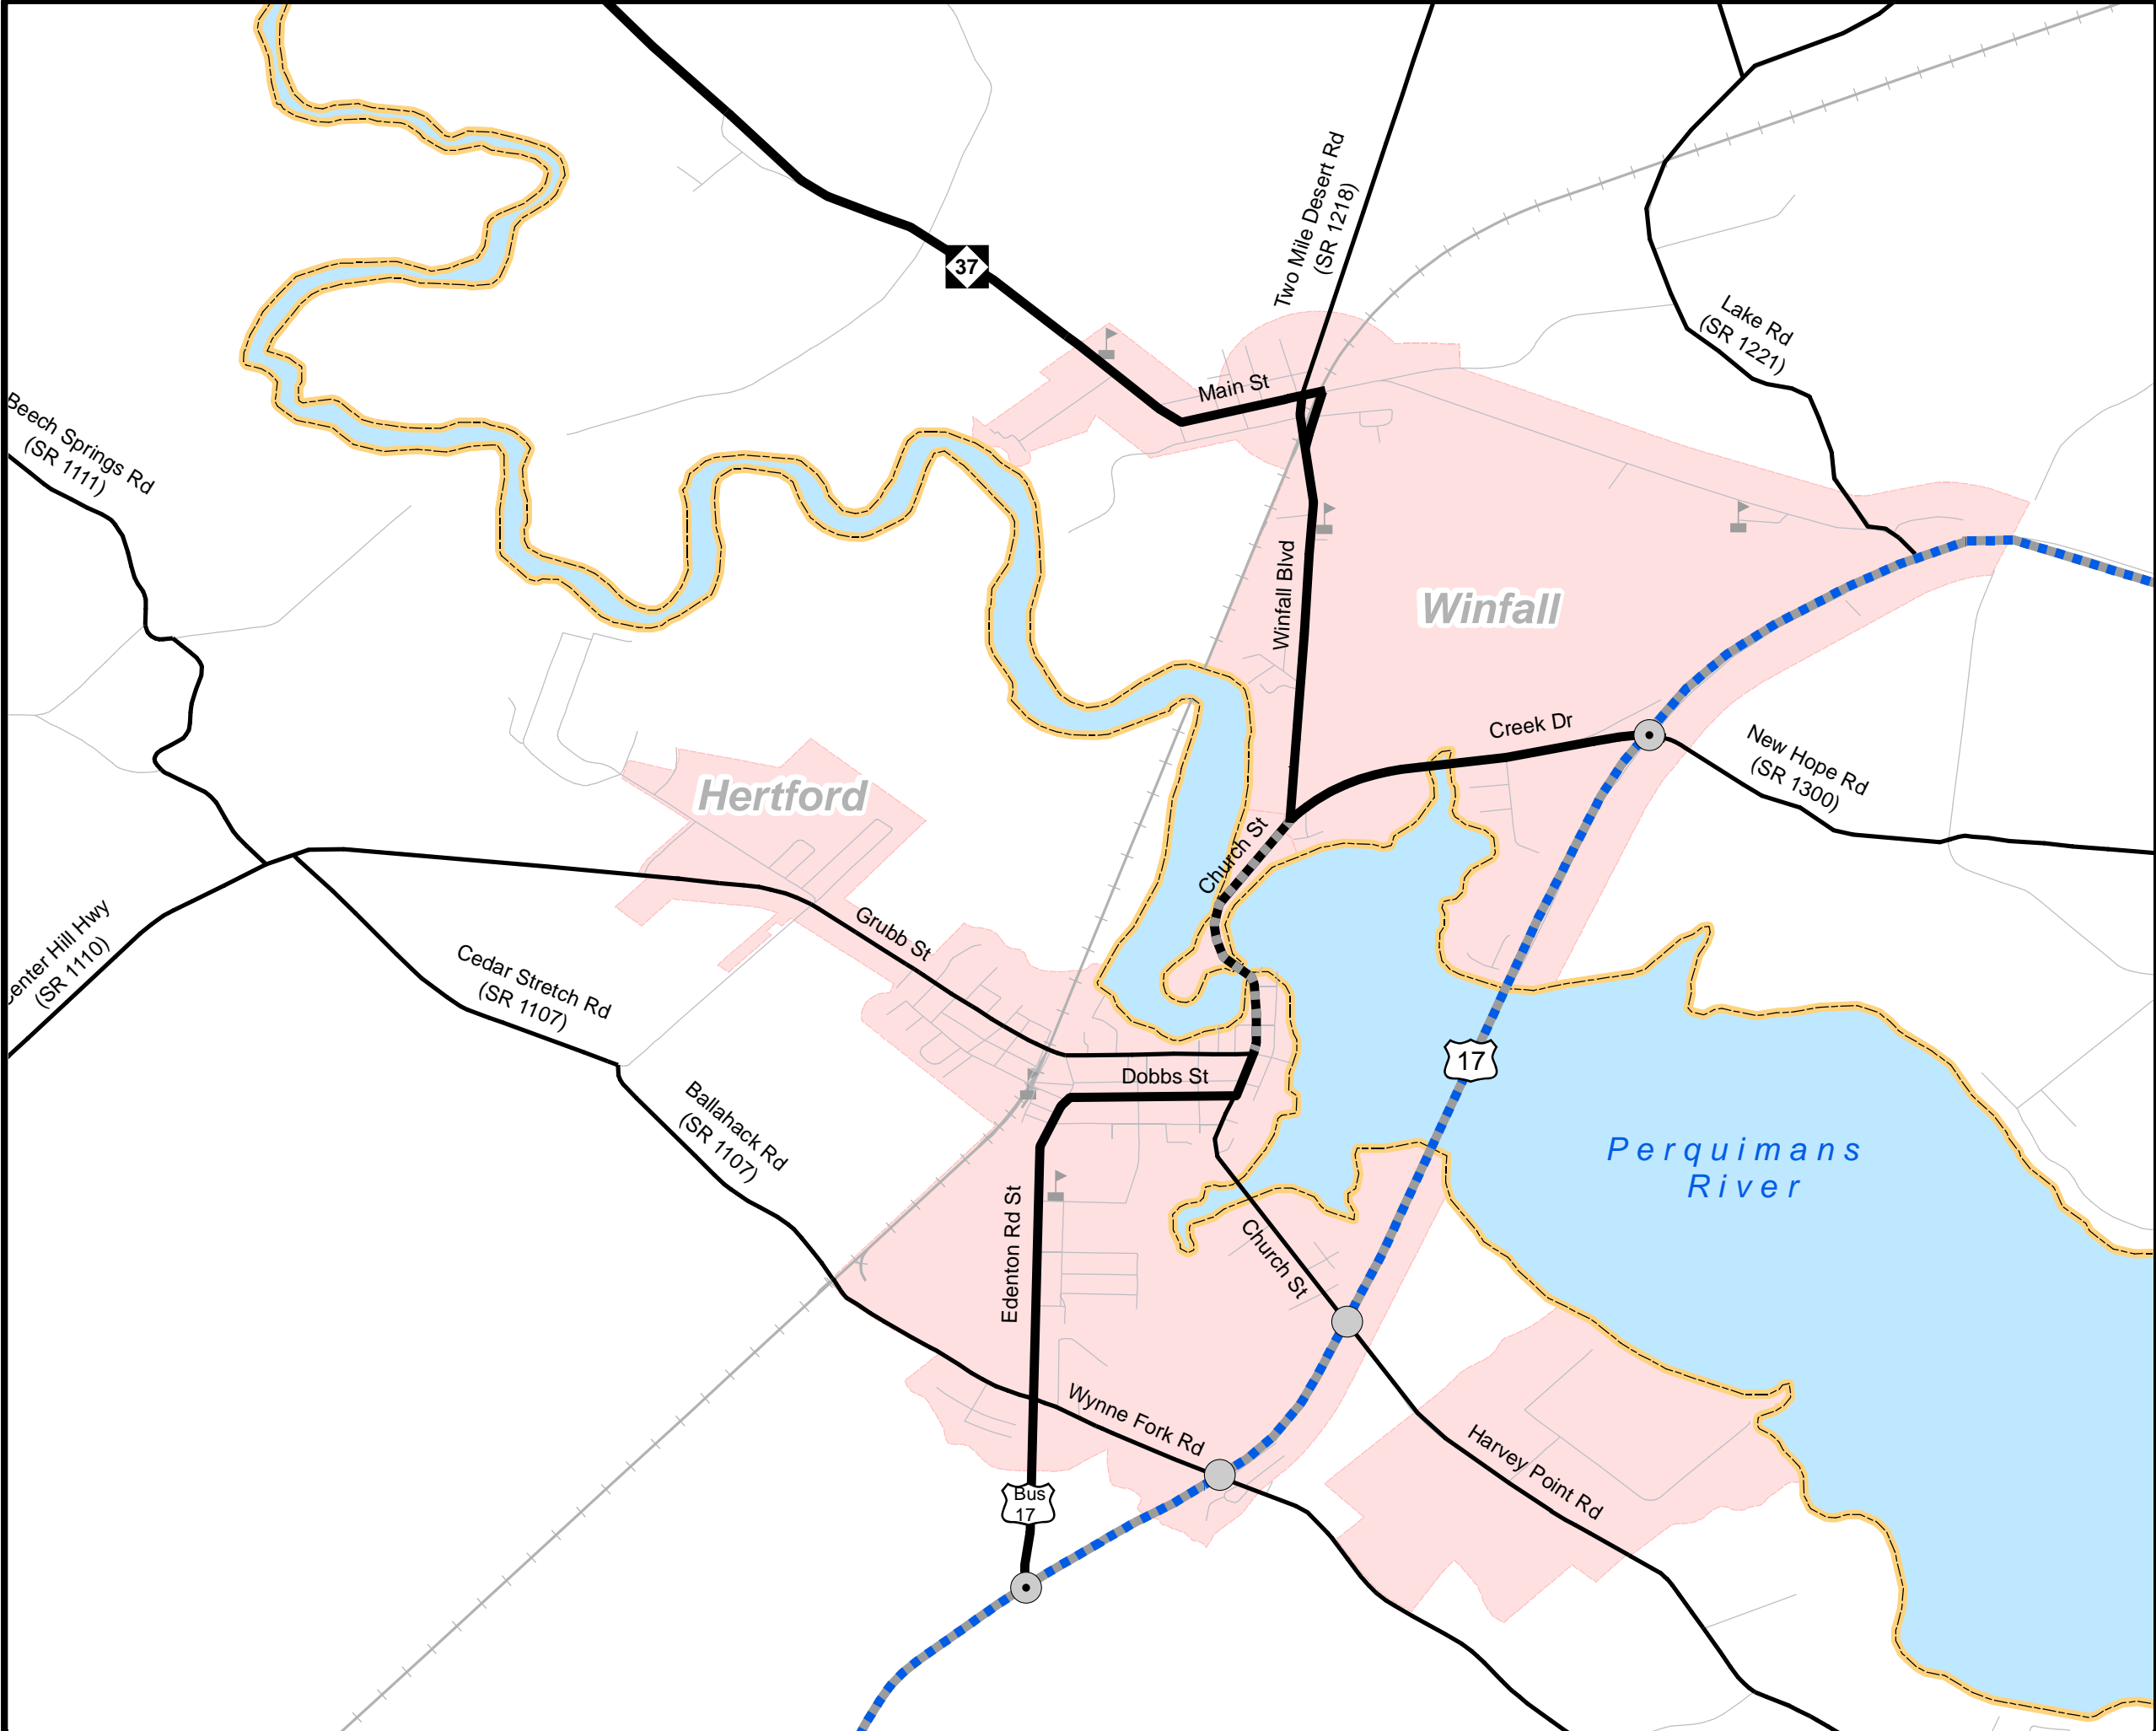 Two Mile Desert Rd
(SR 1218)
37
Lake Rd
(SR 1221)
Main St
Beech Springs Rd
(SR 1111)
Winfall Blvd
Winfall
Creek Dr
New Hope Rd
(SR 1300)
Hertford
Church St
Grubb St
enter Hill Hwy
(SR 1110)
Cedar Stretch Rd
(SR 1107)
17
Dobbs St
Ballahack Rd
(SR 1107)
Perquimans
River
Edenton Rd St
Church St
Wynne Fork Rd
Harvey Point Rd
Bus
17